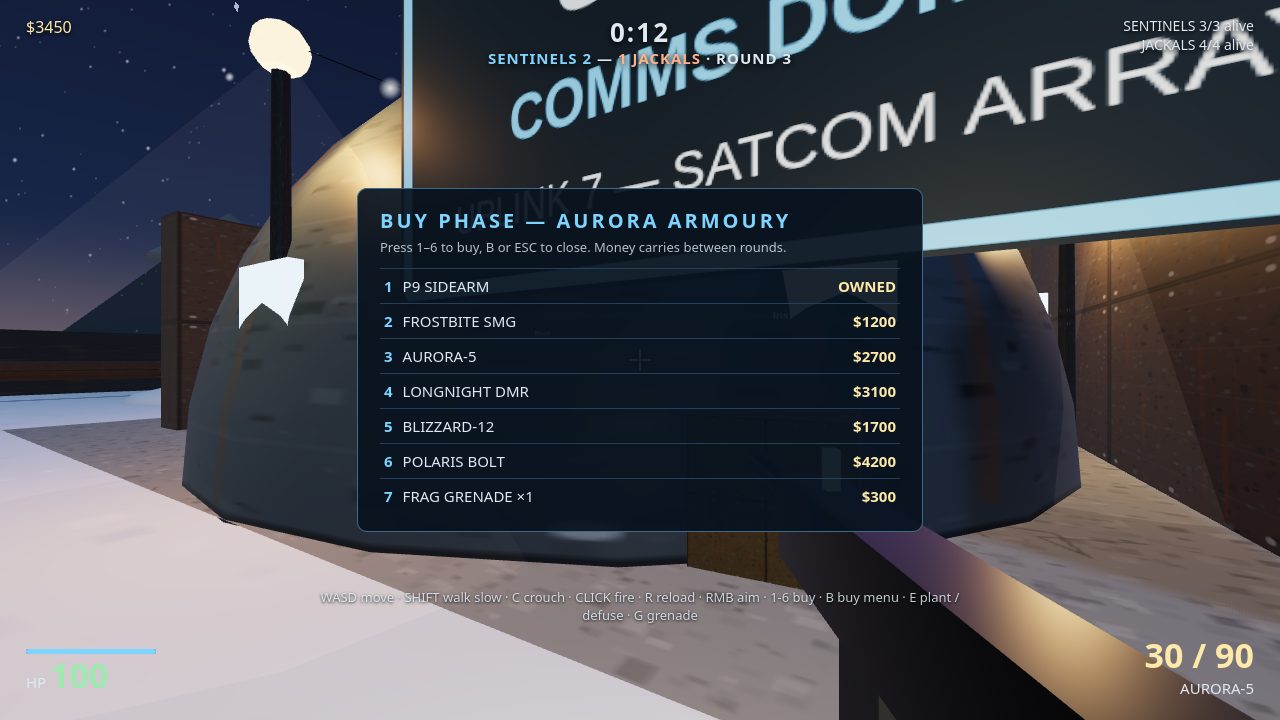 $3450
0:12
SENTINELS 2 — 1 JACKALS · ROUND 3
SENTINELS 3/3 alive
JACKALS 4/4 alive
COMMS
UPLINK 7 — SATCOM ARRAY
BUY PHASE — AURORA ARMOURY
Press 1–6 to buy, B or ESC to close. Money carries between rounds.
1 P9 SIDEARM OWNED
2 FROSTBITE SMG $1200
3 AURORA-5 $2700
4 LONGNIGHT DMR $3100
5 BLIZZARD-12 $1700
6 POLARIS BOLT $4200
7 FRAG GRENADE ×1 $300
WASD move · SHIFT walk slow · C crouch · CLICK fire · R reload · RMB aim · 1-6 buy · B buy menu · E plant /
defuse · G grenade
HP 100
30 / 90
AURORA-5